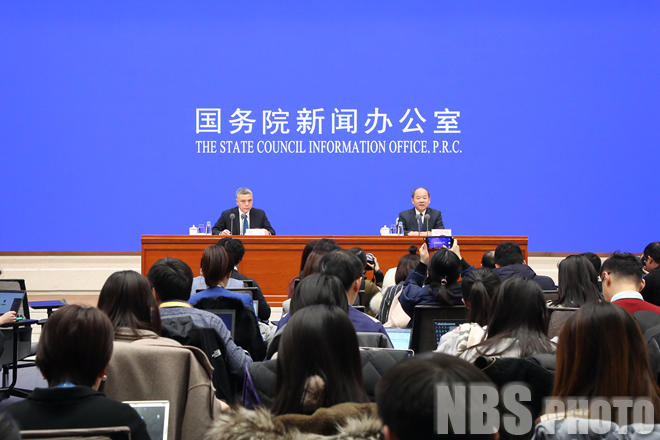 国务院新闻办公室
THE STATE COUNCIL INFORMATION OFFICE, P.R.C.
NBS PHOTO